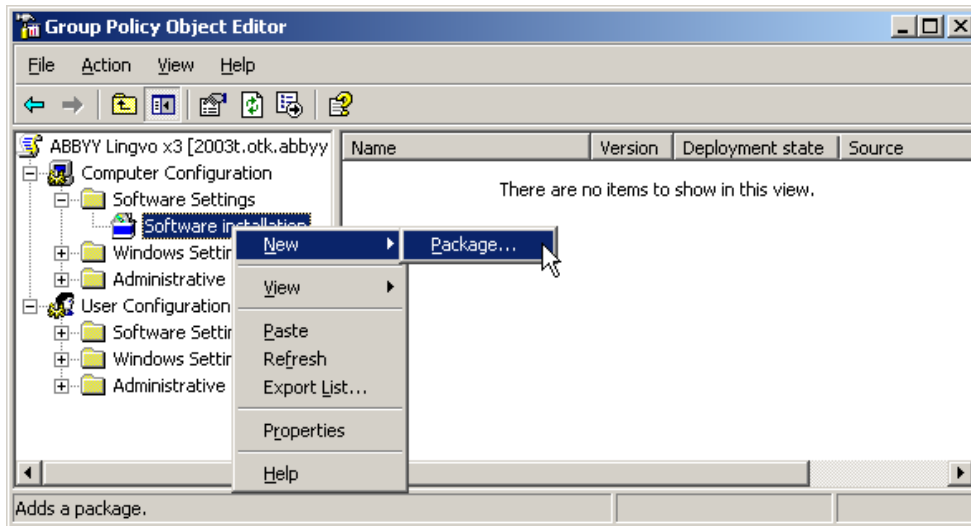 Group Policy Object Editor
File Action View Help
ABBYY Lingvo x3 [2003t.otk.abbyy
Name Version Deployment state Source
Computer Configuration
There are no items to show in this view.
Software Settings
Software installation
New
Package...
Windows Settin
Administrative
View
User Configuration
Software Settin
Paste
Windows Settin
Refresh
Administrative
Export List...
Properties
Help
Adds a package.